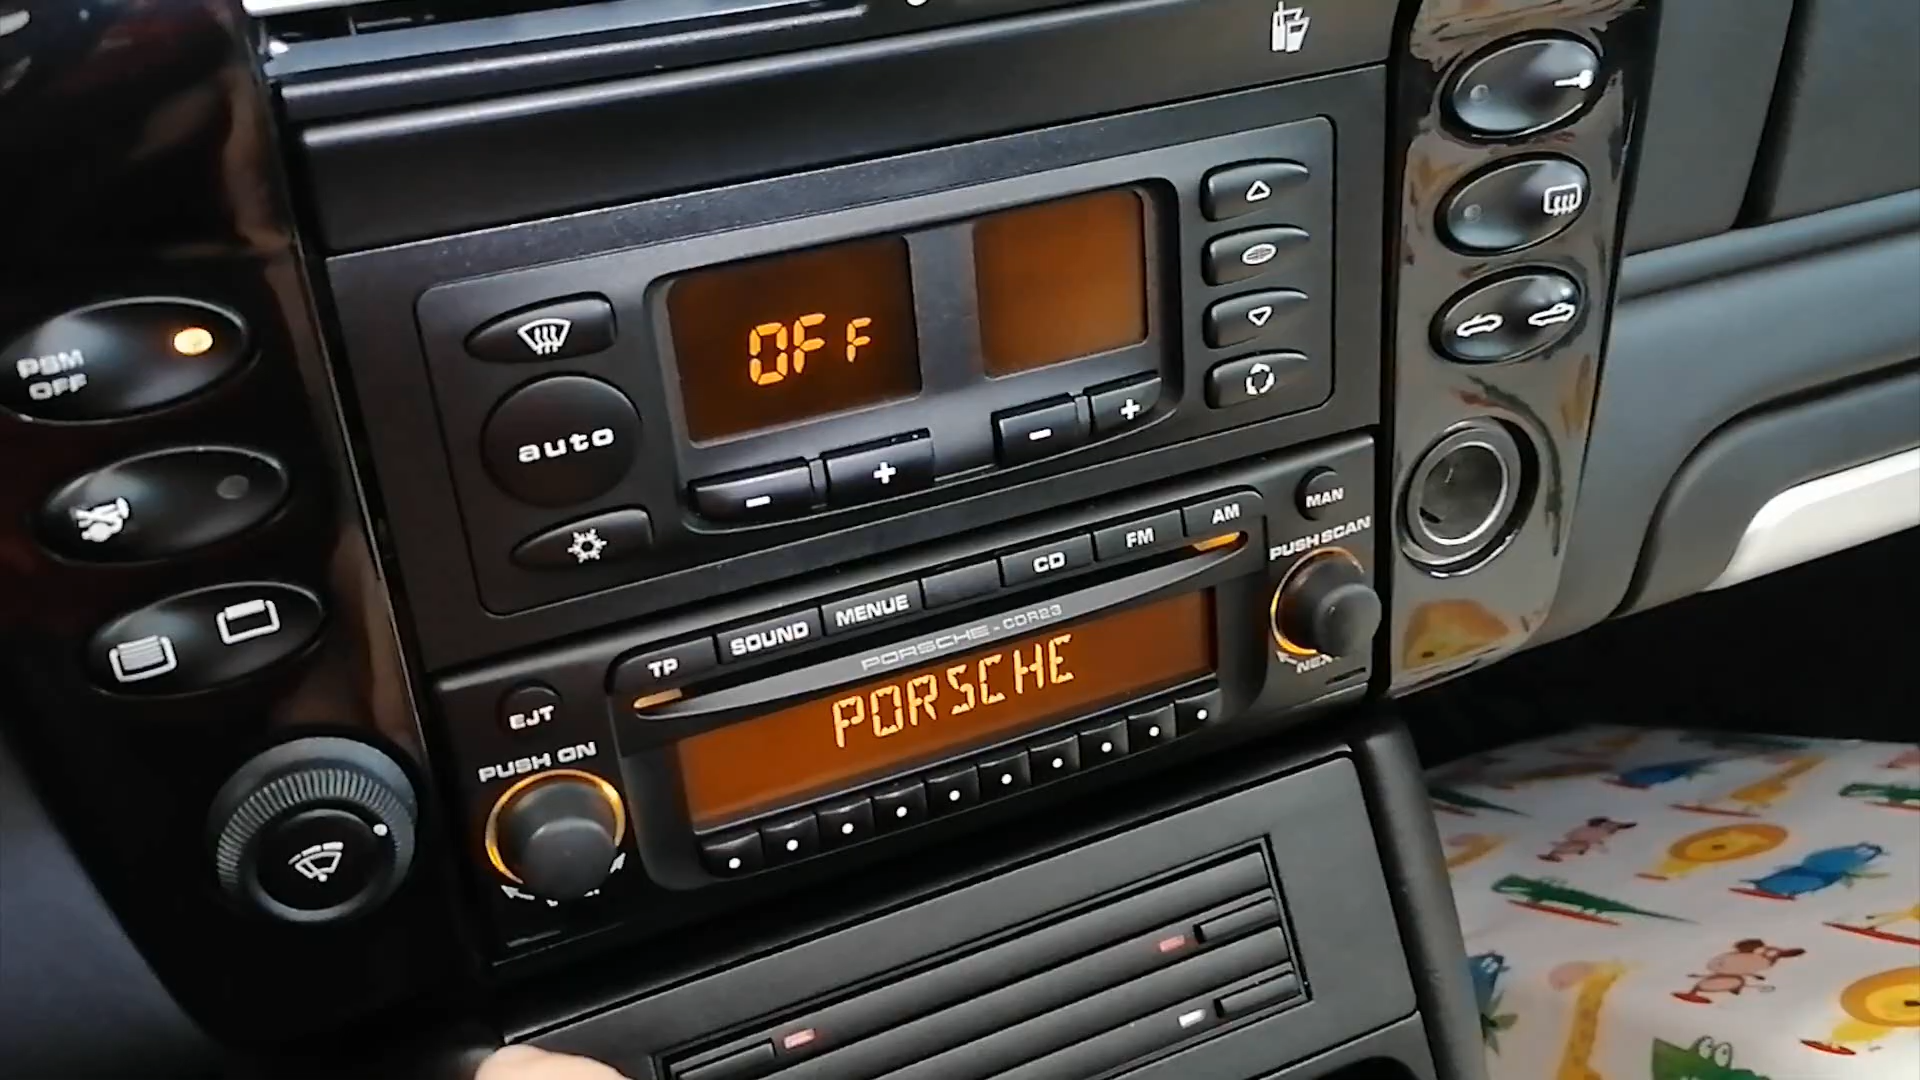 PSM
OFF
OFF
auto
- +
- +
MAN
PUSH SCAN
TP SOUND MENUE CD FM AM
PORSCHE - CDR23
PORSCHE
EJT
PUSH ON